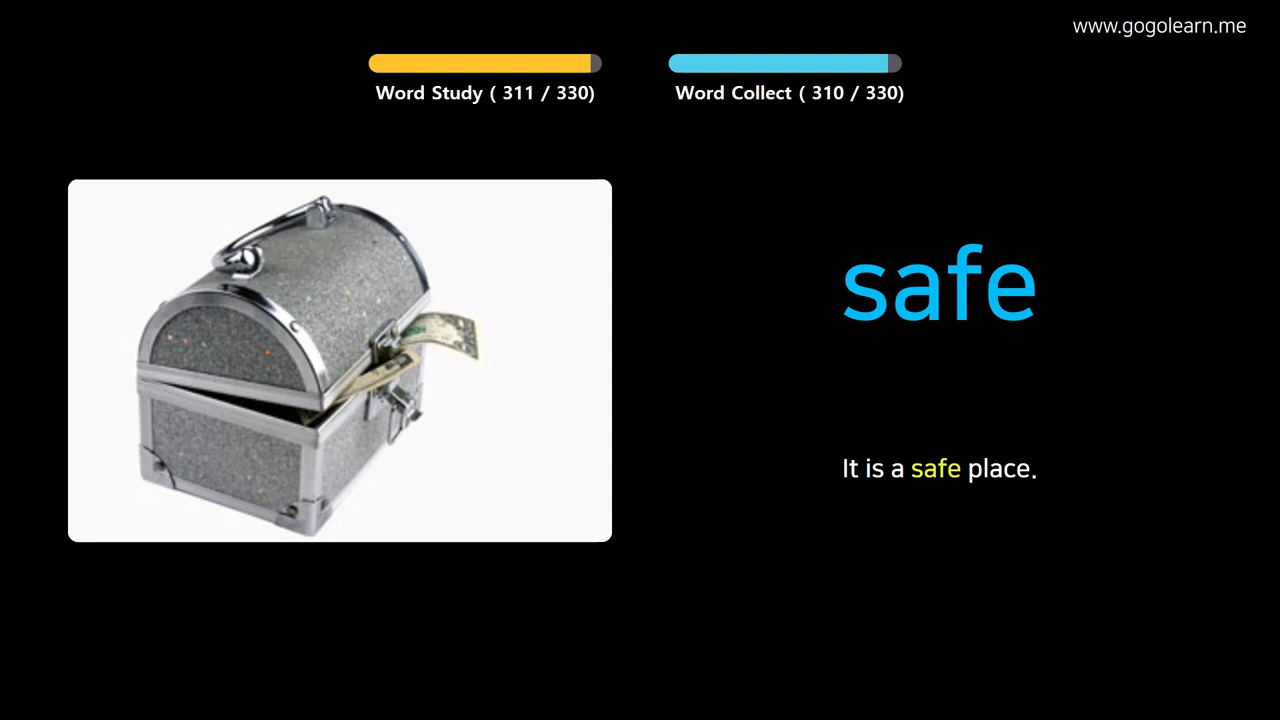 www.gogolearn.me
Word Study ( 311 / 330)
Word Collect ( 310 / 330)
safe
It is a safe place.